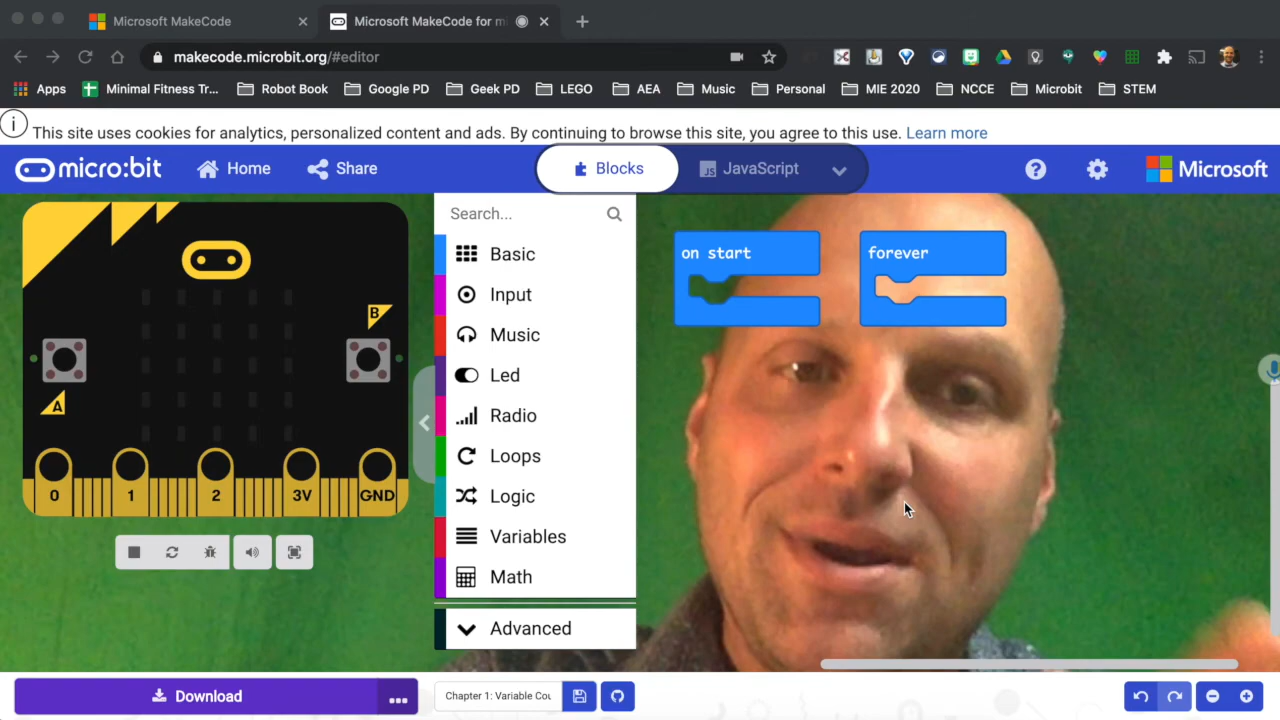 Microsoft MakeCode
Microsoft MakeCode for mi
makecode.microbit.org/#editor
Apps
Minimal Fitness Tr...
Robot Book
Google PD
Geek PD
LEGO
AEA
Music
Personal
MIE 2020
NCCE
Microbit
STEM
This site uses cookies for analytics, personalized content and ads. By continuing to browse this site, you agree to this use. Learn more
micro:bit
Home
Share
Blocks
JS JavaScript
?
Microsoft
Search...
on start
forever
Basic
Input
Music
Led
Radio
Loops
Logic
Variables
Math
Advanced
B
A
0
1
2
3V
GND
Download
...
Chapter 1: Variable Cou